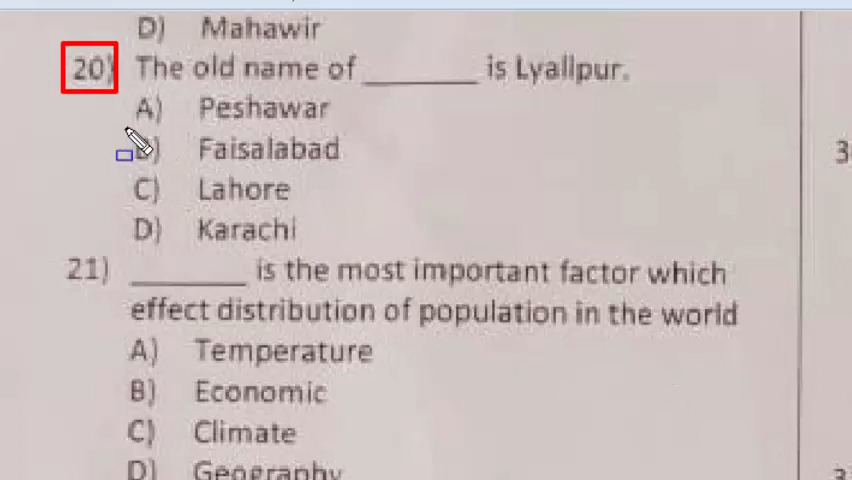 D) Mahawir
20) The old name of ________ is Lyallpur.
A) Peshawar
B) Faisalabad
C) Lahore
D) Karachi
21) ________ is the most important factor which
effect distribution of population in the world
A) Temperature
B) Economic
C) Climate
D) Geography